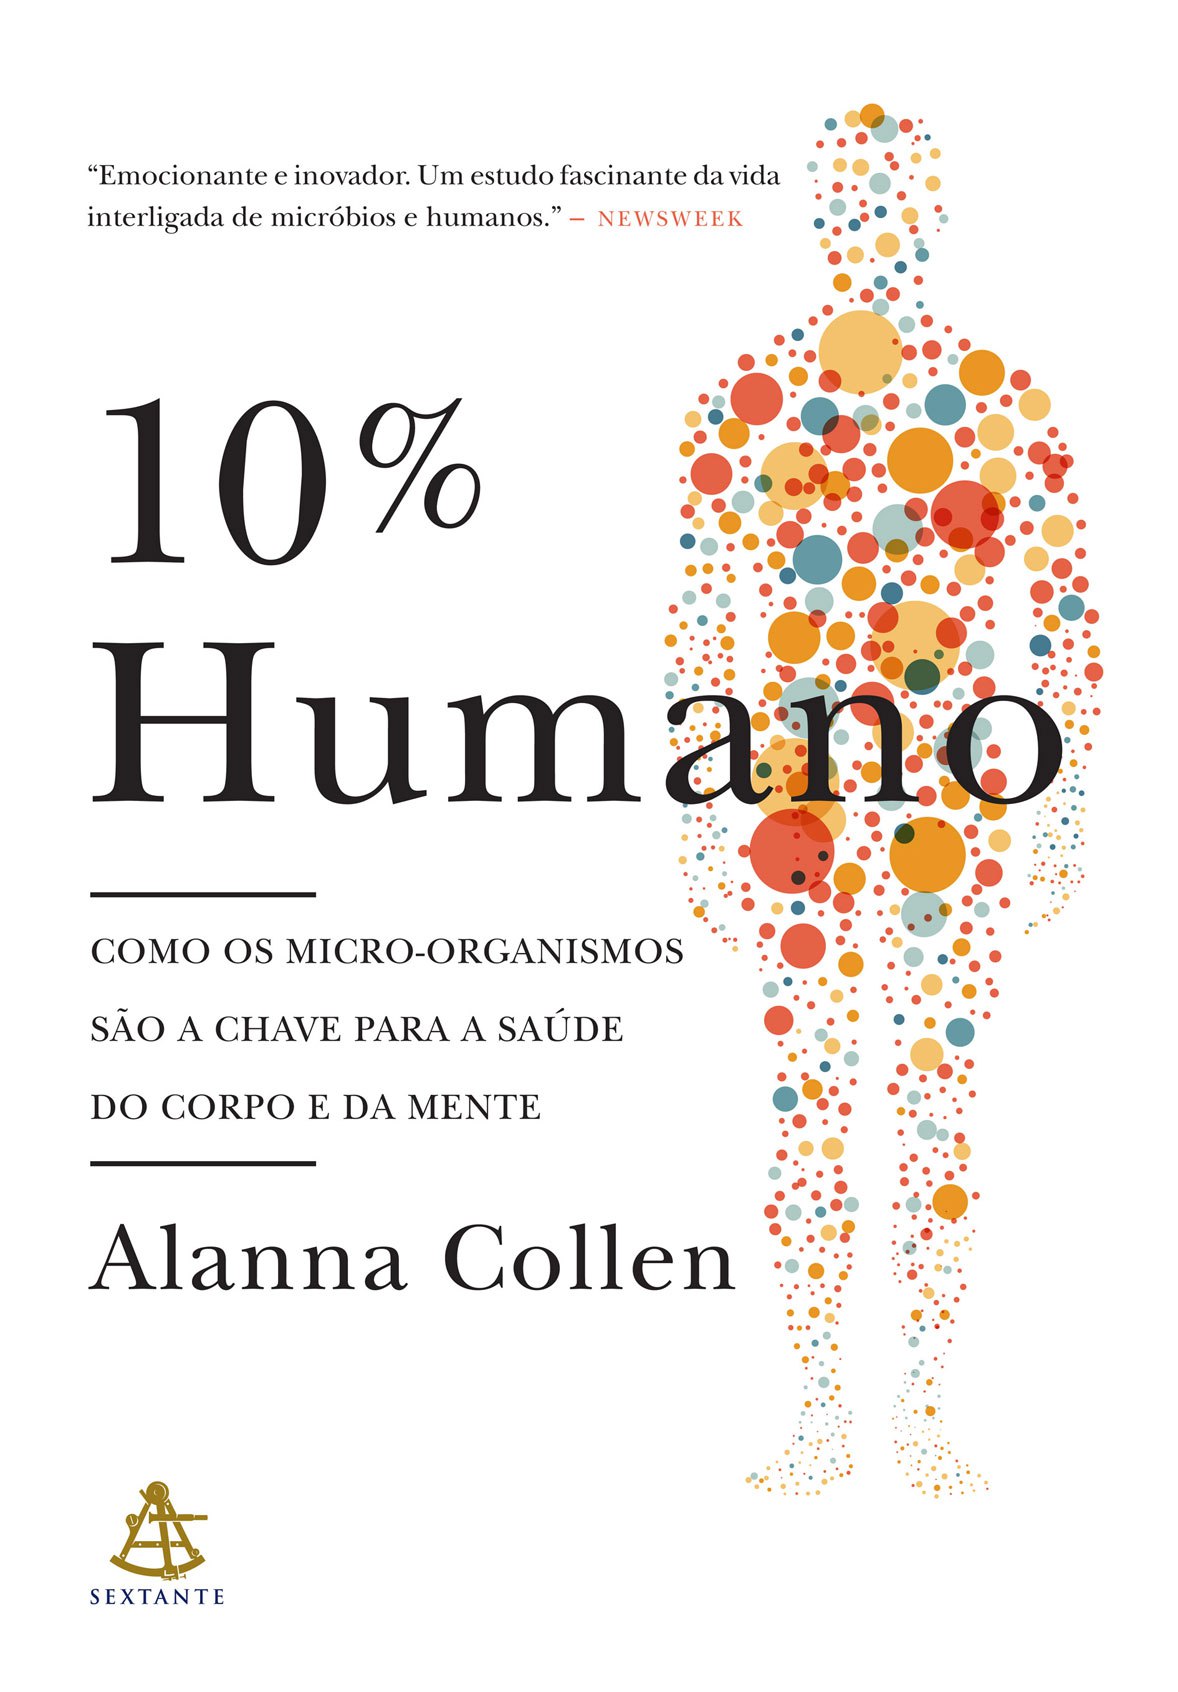 “Emocionante e inovador. Um estudo fascinante da vida
interligada de micróbios e humanos.” – NEWSWEEK
10%
Humano
COMO OS MICRO-ORGANISMOS
SÃO A CHAVE PARA A SAÚDE
DO CORPO E DA MENTE
Alanna Collen
SEXTANTE